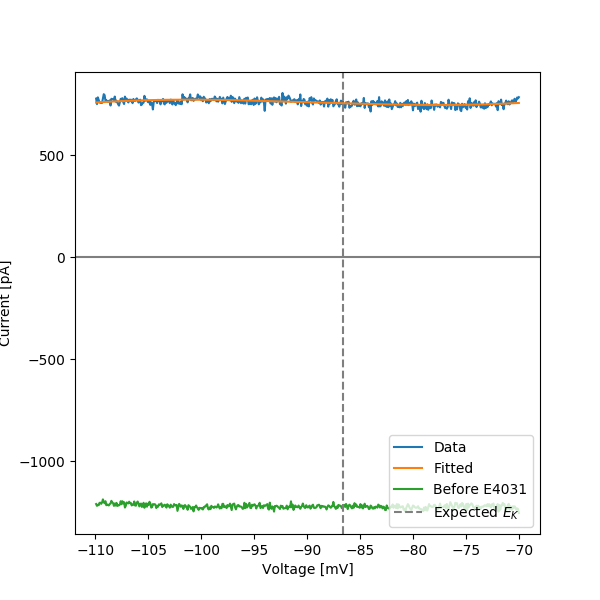 500
0
−500
−1000
Current [pA]
Data
Fitted
Before E4031
Expected E_K
−110 −105 −100 −95 −90 −85 −80 −75 −70
Voltage [mV]